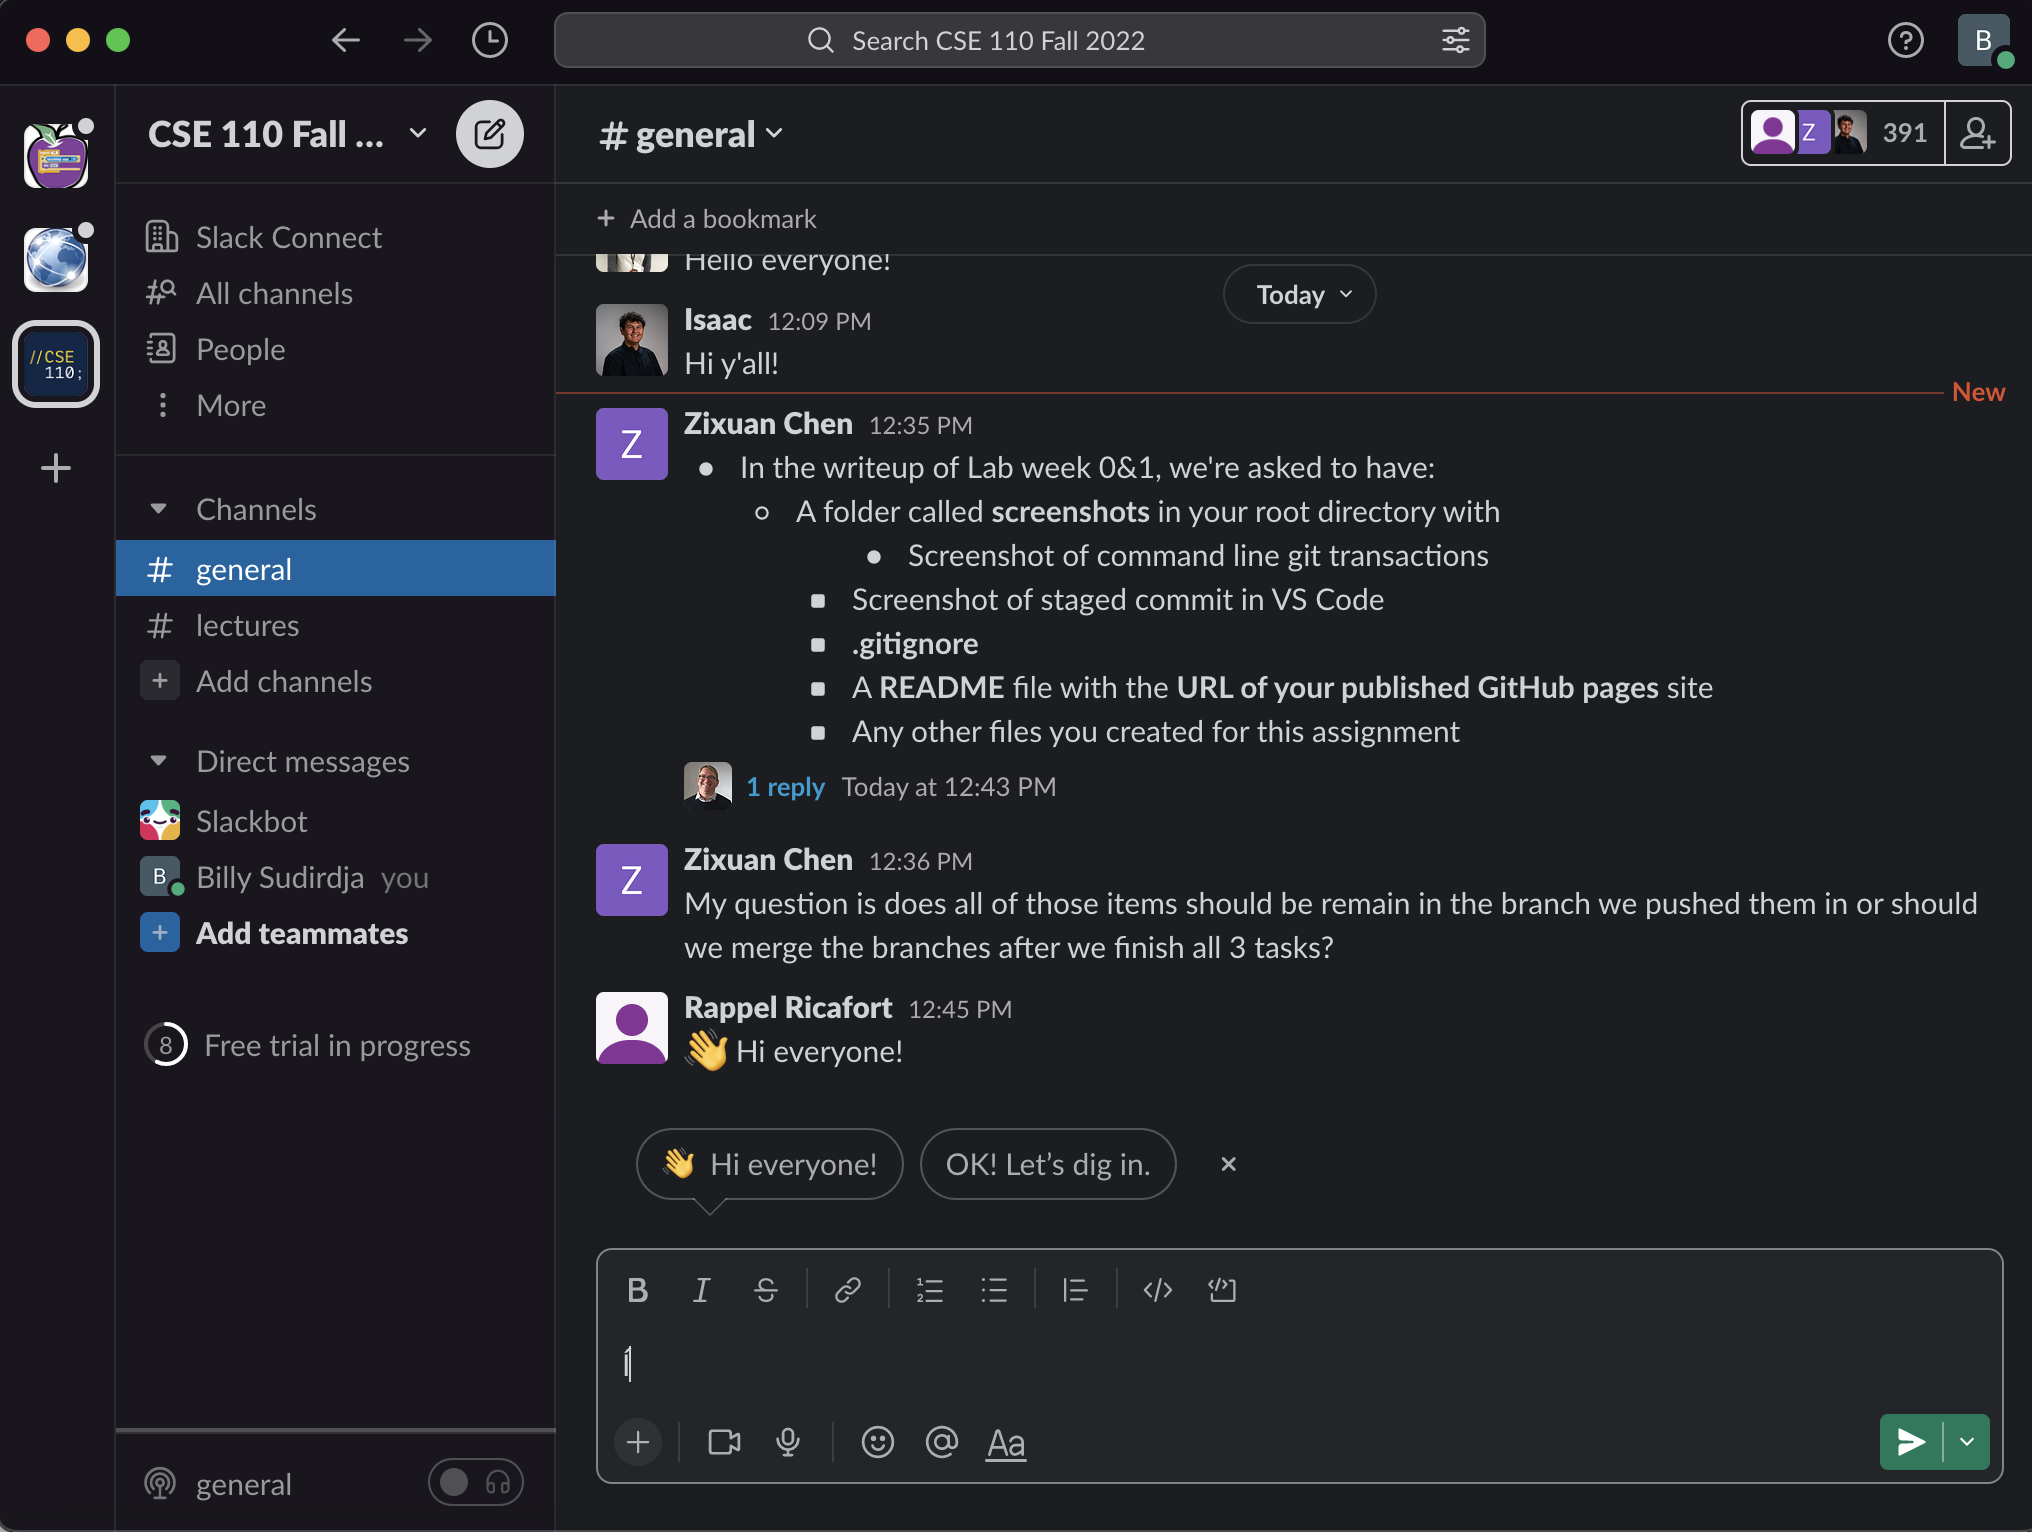 Search CSE 110 Fall 2022
B
CSE 110 Fall ...
# general
Z
391
//CSE
110;
Slack Connect
All channels
People
More
Channels
# general
# lectures
+ Add channels
Direct messages
Slackbot
B Billy Sudirdja you
+ Add teammates
8 Free trial in progress
general
+ Add a bookmark
Hello everyone!
Today
Isaac 12:09 PM
Hi y'all!
New
Z
Zixuan Chen 12:35 PM
• In the writeup of Lab week 0&1, we're asked to have:
◦ A folder called screenshots in your root directory with
• Screenshot of command line git transactions
▪ Screenshot of staged commit in VS Code
▪ .gitignore
▪ A README file with the URL of your published GitHub pages site
▪ Any other files you created for this assignment
1 reply Today at 12:43 PM
Z
Zixuan Chen 12:36 PM
My question is does all of those items should be remain in the branch we pushed them in or should
we merge the branches after we finish all 3 tasks?
Rappel Ricafort 12:45 PM
👋 Hi everyone!
👋 Hi everyone!
OK! Let's dig in.
B I S
Aa